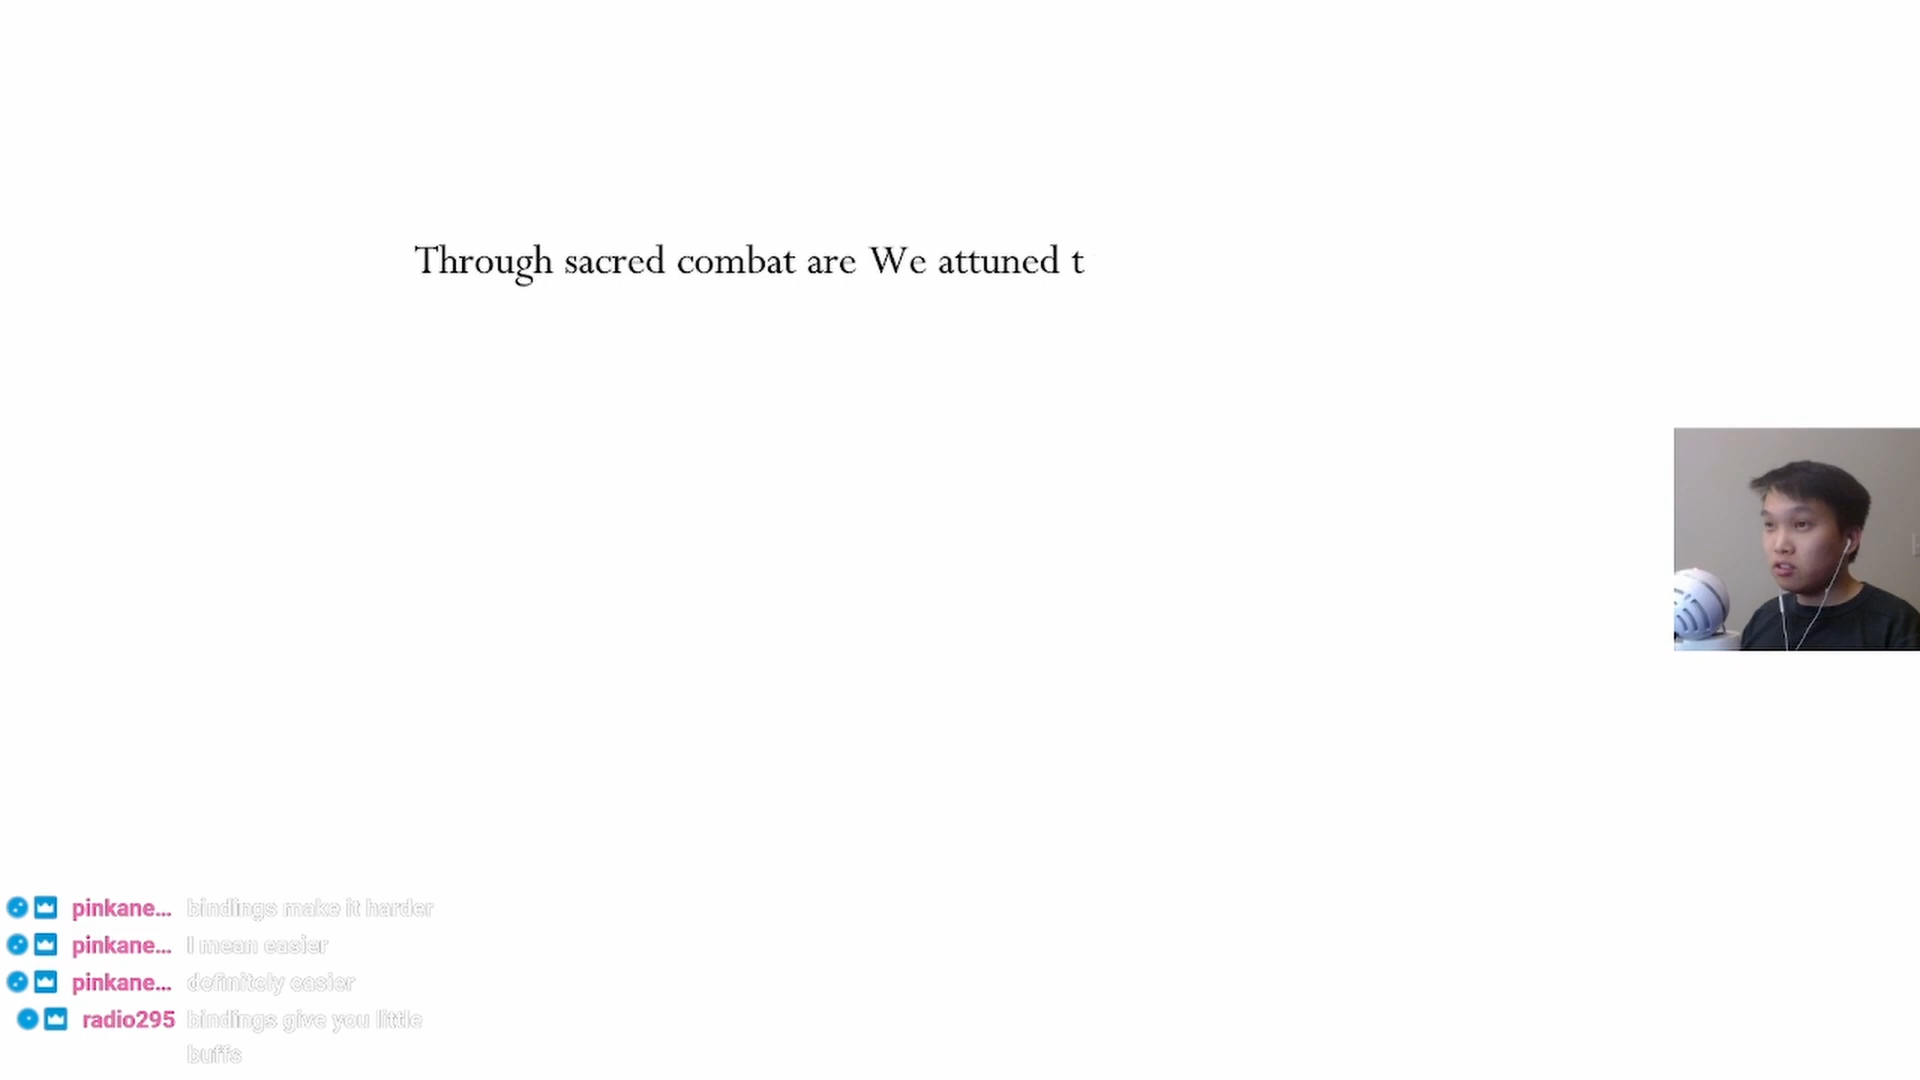 Through sacred combat are We attuned t
pinkane... bindings make it harder
pinkane... I mean easier
pinkane... definitely easier
radio295 bindings give you little
buffs